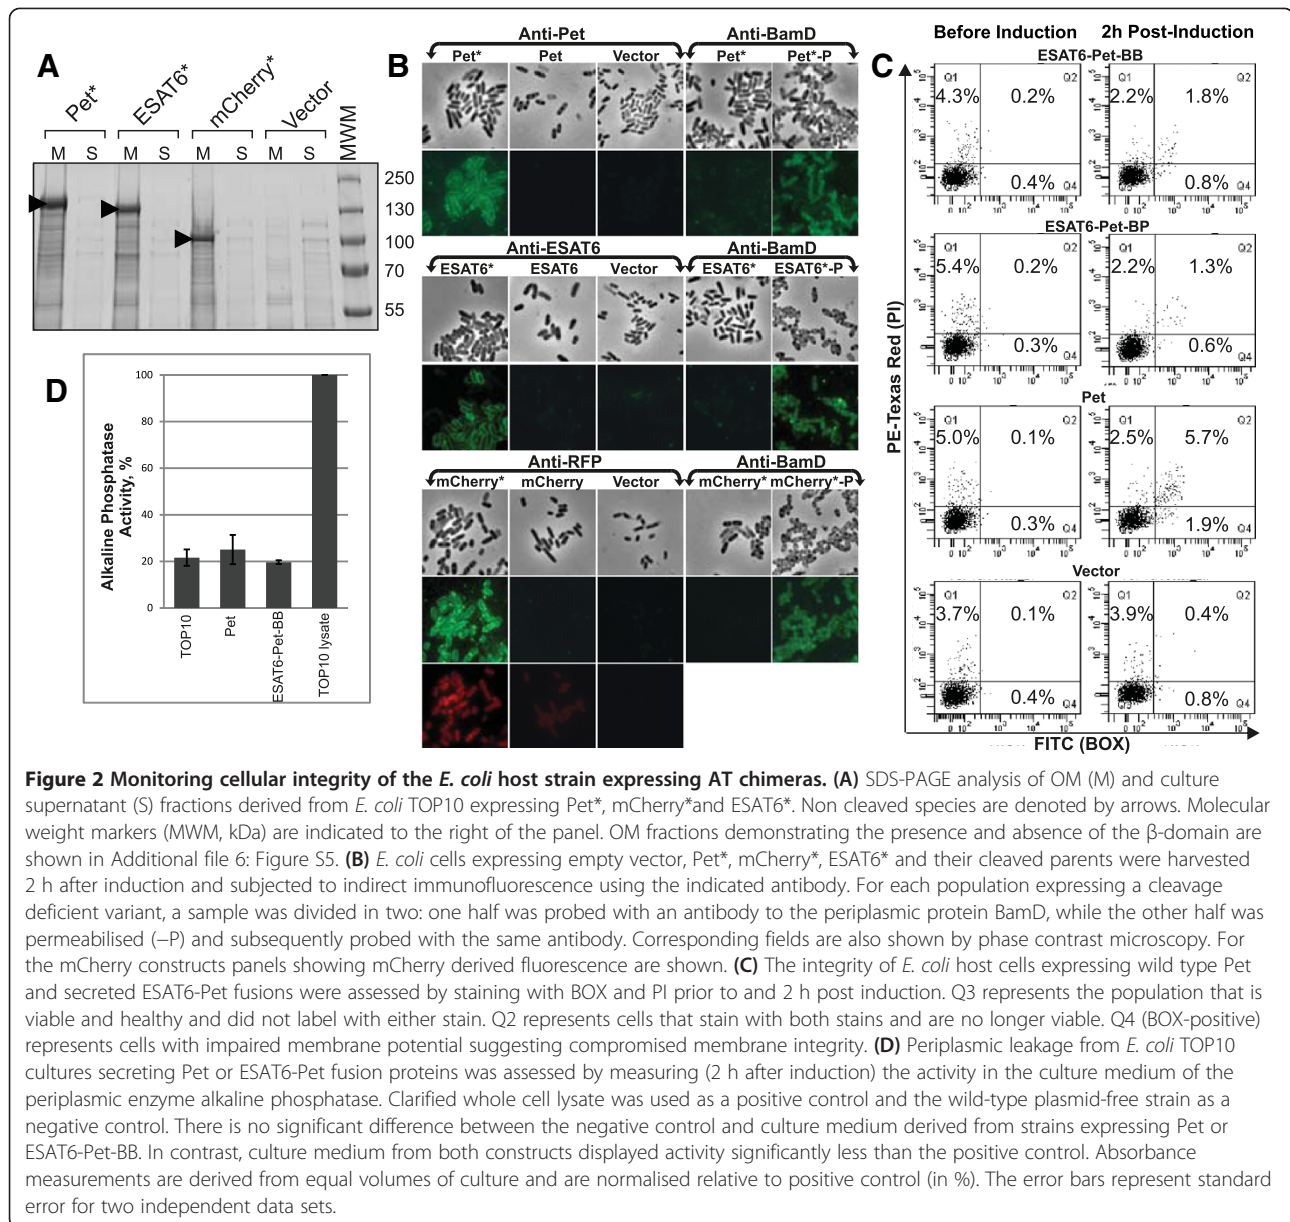 A
Pet*
ESAT6*
mCherry*
Vector
MWM
M S M S M S M S
250
130
100
70
55
B
Anti-Pet Anti-BamD
Pet* Pet Vector Pet* Pet*-P
Anti-ESAT6 Anti-BamD
ESAT6* ESAT6 Vector ESAT6* ESAT6*-P
Anti-RFP Anti-BamD
mCherry* mCherry Vector mCherry* mCherry*-P
C
Before Induction 2h Post-Induction
ESAT6-Pet-BB
Q1 Q2 Q1 Q2
4.3% 0.2% 2.2% 1.8%
0.4% Q4 0.8% Q4
ESAT6-Pet-BP
Q1 Q2 Q1 Q2
5.4% 0.2% 2.2% 1.3%
0.3% Q4 0.6% Q4
Pet
Q1 Q2 Q1 Q2
5.0% 0.1% 2.5% 5.7%
0.3% Q4 1.9% Q4
Vector
Q1 Q2 Q1 Q2
3.7% 0.1% 3.9% 0.4%
0.4% Q4 0.8% Q4
PE-Texas Red (PI)
FITC (BOX)
D
Alkaline Phosphatase
Activity, %
100
80
60
40
20
0
TOP10
Pet
ESAT6-Pet-BB
TOP10 lysate
Figure 2 Monitoring cellular integrity of the E. coli host strain expressing AT chimeras. (A) SDS-PAGE analysis of OM (M) and culture
supernatant (S) fractions derived from E. coli TOP10 expressing Pet*, mCherry*and ESAT6*. Non cleaved species are denoted by arrows. Molecular
weight markers (MWM, kDa) are indicated to the right of the panel. OM fractions demonstrating the presence and absence of the β-domain are
shown in Additional file 6: Figure S5. (B) E. coli cells expressing empty vector, Pet*, mCherry*, ESAT6* and their cleaved parents were harvested
2 h after induction and subjected to indirect immunofluorescence using the indicated antibody. For each population expressing a cleavage
deficient variant, a sample was divided in two: one half was probed with an antibody to the periplasmic protein BamD, while the other half was
permeabilised (–P) and subsequently probed with the same antibody. Corresponding fields are also shown by phase contrast microscopy. For
the mCherry constructs panels showing mCherry derived fluorescence are shown. (C) The integrity of E. coli host cells expressing wild type Pet
and secreted ESAT6-Pet fusions were assessed by staining with BOX and PI prior to and 2 h post induction. Q3 represents the population that is
viable and healthy and did not label with either stain. Q2 represents cells that stain with both stains and are no longer viable. Q4 (BOX-positive)
represents cells with impaired membrane potential suggesting compromised membrane integrity. (D) Periplasmic leakage from E. coli TOP10
cultures secreting Pet or ESAT6-Pet fusion proteins was assessed by measuring (2 h after induction) the activity in the culture medium of the
periplasmic enzyme alkaline phosphatase. Clarified whole cell lysate was used as a positive control and the wild-type plasmid-free strain as a
negative control. There is no significant difference between the negative control and culture medium derived from strains expressing Pet or
ESAT6-Pet-BB. In contrast, culture medium from both constructs displayed activity significantly less than the positive control. Absorbance
measurements are derived from equal volumes of culture and are normalised relative to positive control (in %). The error bars represent standard
error for two independent data sets.